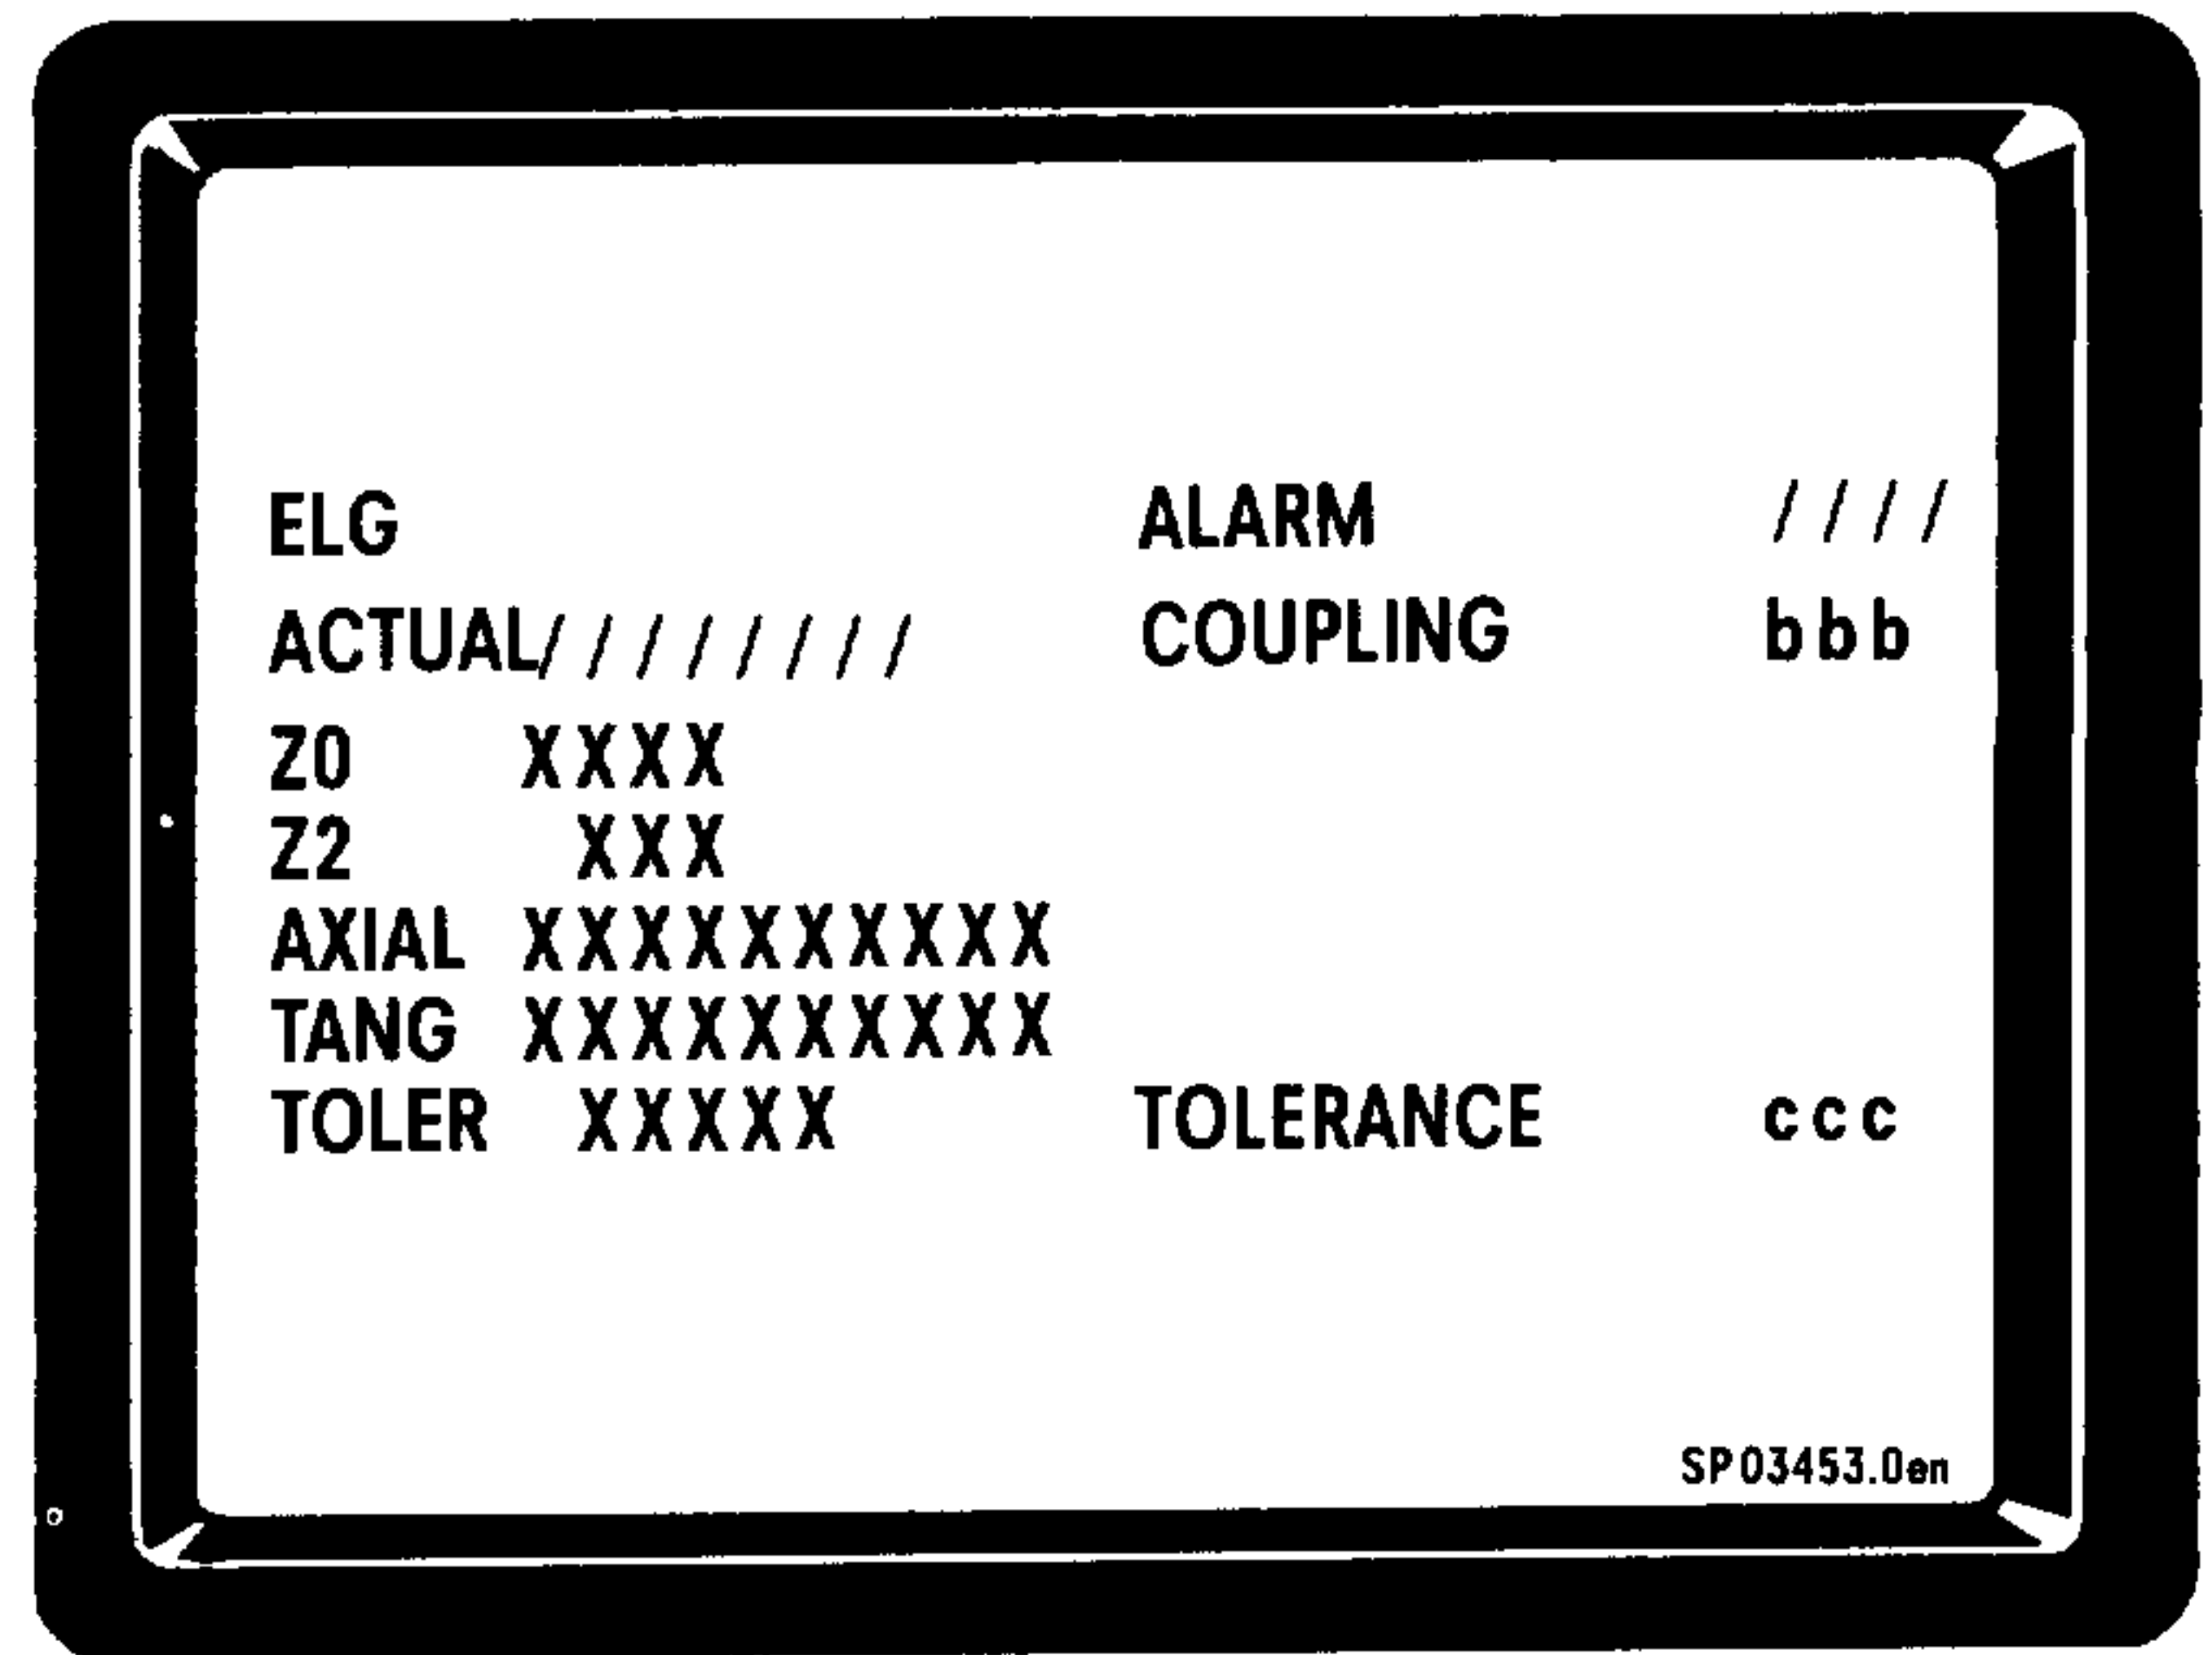 ELG ALARM ////
ACTUAL//////// COUPLING bbb
Z0 XXXX
Z2 XXX
AXIAL XXXXXXXXXX
TANG XXXXXXXXXX
TOLER XXXXX TOLERANCE ccc
SP03453.0en